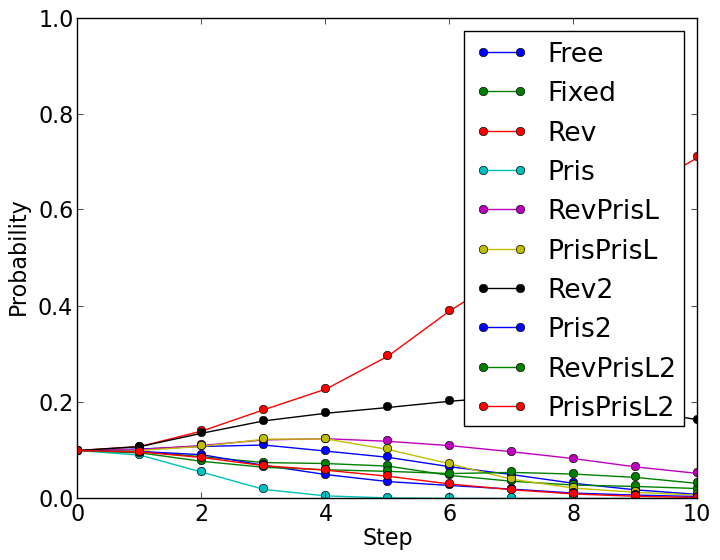 1.0
0.8
0.6
0.4
0.2
0.0
Probability
0
2
4
6
8
10
Step
Free
Fixed
Rev
Pris
RevPrisL
PrisPrisL
Rev2
Pris2
RevPrisL2
PrisPrisL2